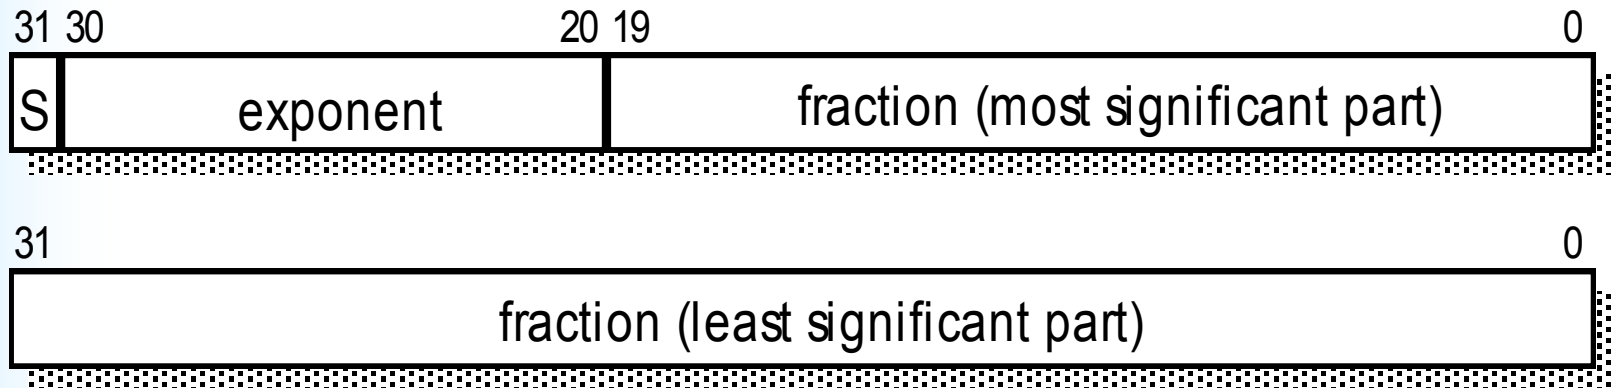 31 30 20 19 0
S exponent fraction (most significant part)
31 0
fraction (least significant part)